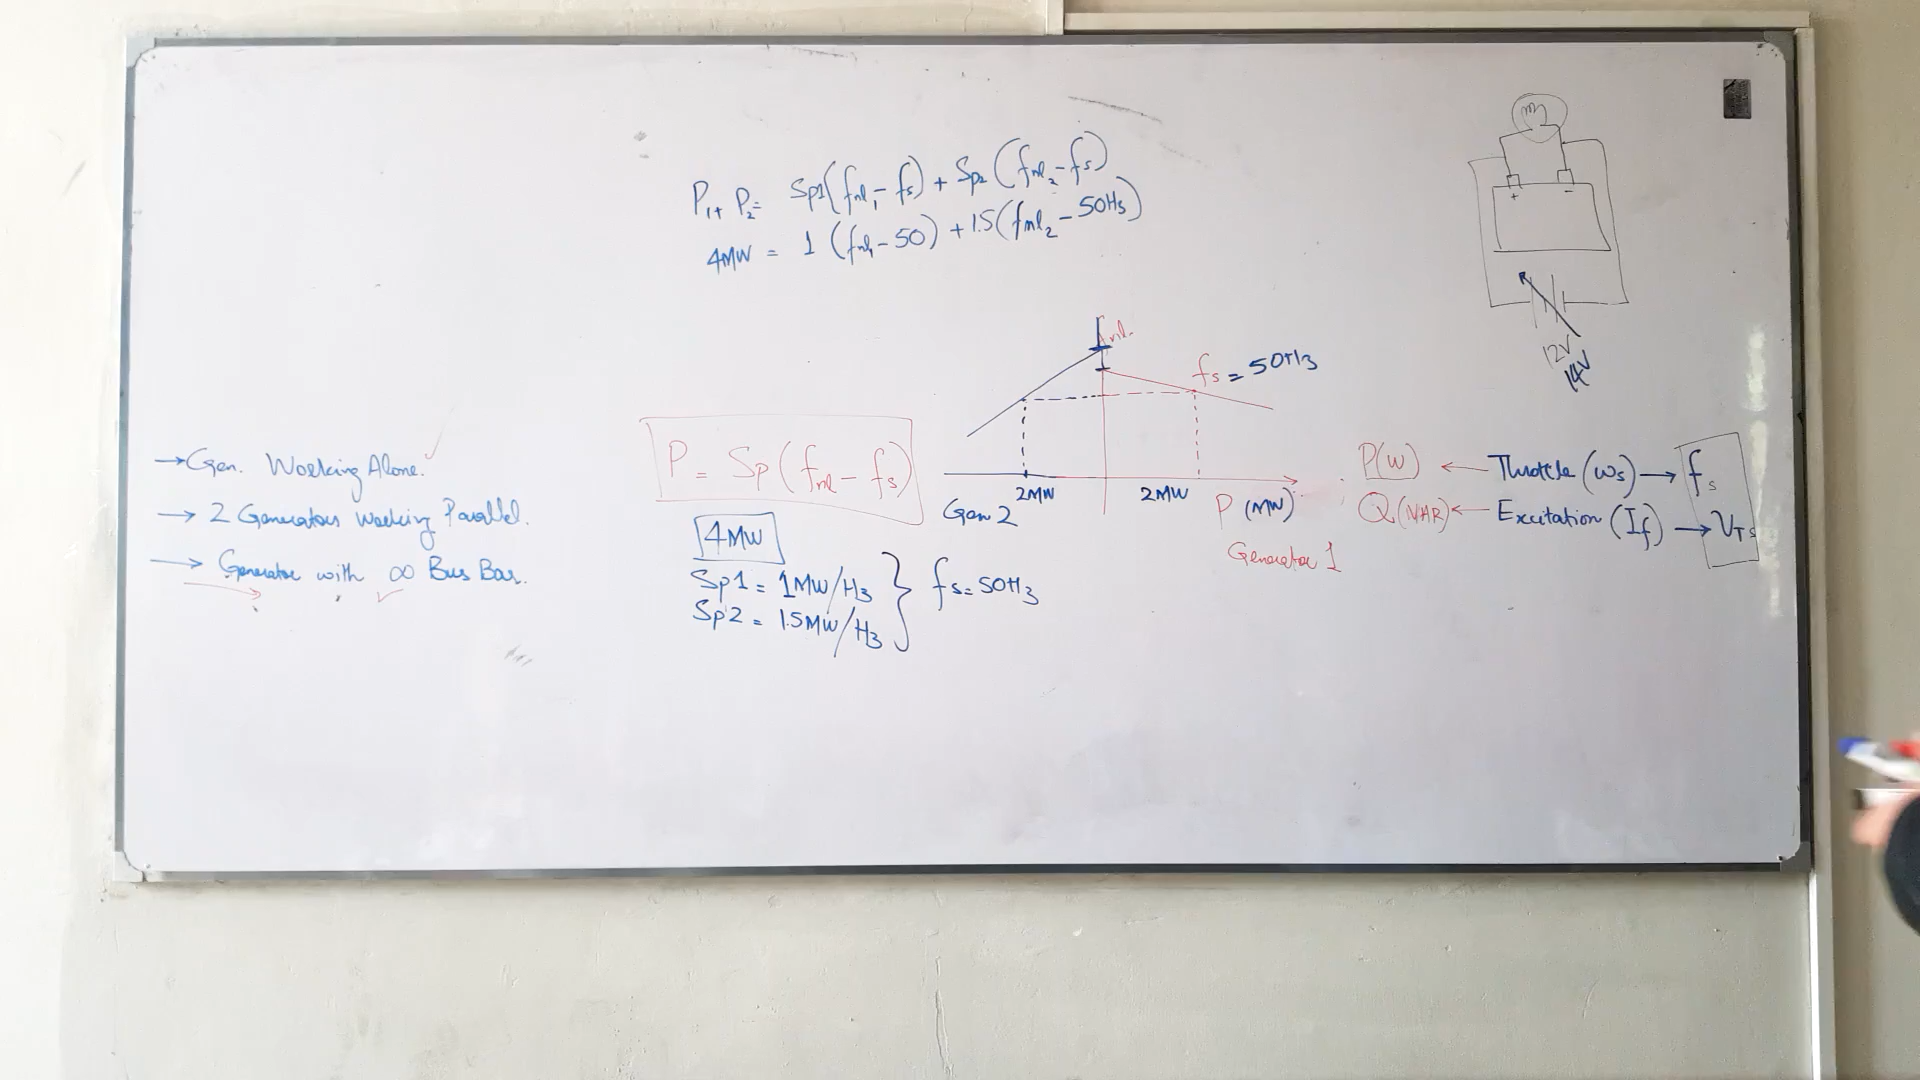 P1 + P2 = Sp1(fnl1 - fs) + Sp2(fnl2 - fs)
4MW = 1 (fnl1 - 50) + 1.5(fnl2 - 50Hz)
+ -
12V
14V
fnl.
fs = 50Hz
→ Gen. Working Alone. ✓
→ 2 Generators Working Parallel.
→ Generator with ∞ Bus Bar.
P = Sp(fnl - fs)
2MW 2MW
Gen 2 P (MW)
Generator 1
P(W) ← Throttle (ωs) → fs
Q(VAR) ← Excitation (If) → VTs
4MW
Sp1 = 1MW/Hz
Sp2 = 1.5MW/Hz } fs = 50Hz